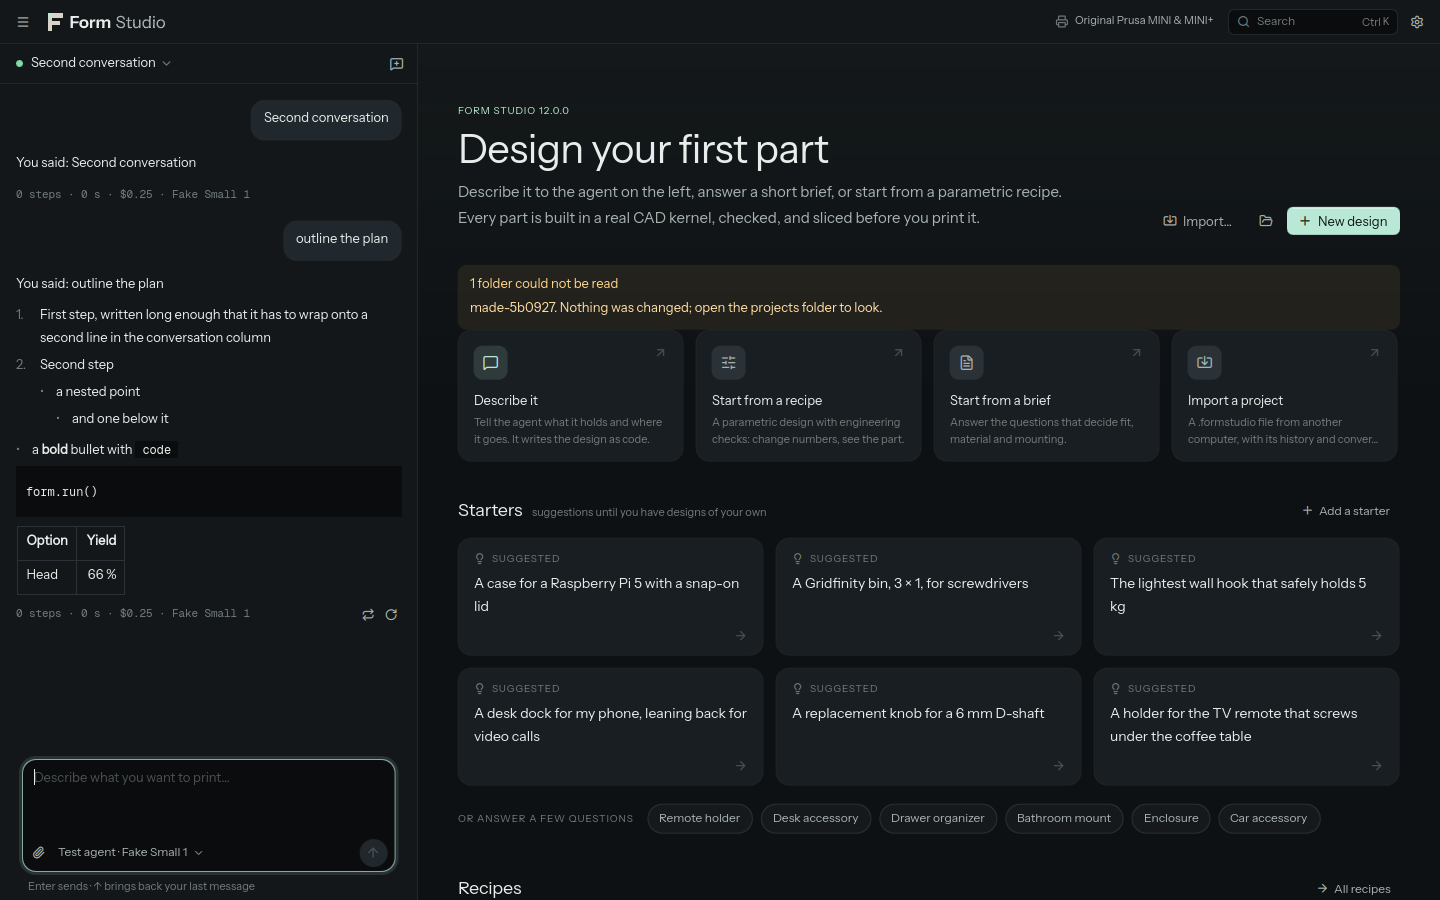 Form Studio
Original Prusa MINI & MINI+
Search
Ctrl K
Second conversation
Second conversation
You said: Second conversation
0 steps · 0 s · $0.25 · Fake Small 1
outline the plan
You said: outline the plan
1. First step, written long enough that it has to wrap onto a
second line in the conversation column
2. Second step
· a nested point
· and one below it
· a bold bullet with code
form.run()
Option Yield
Head 66 %
0 steps · 0 s · $0.25 · Fake Small 1
Describe what you want to print...
Test agent · Fake Small 1
Enter sends · ↑ brings back your last message
FORM STUDIO 12.0.0
Design your first part
Describe it to the agent on the left, answer a short brief, or start from a parametric recipe.
Every part is built in a real CAD kernel, checked, and sliced before you print it.
Import...
+ New design
1 folder could not be read
made-5b0927. Nothing was changed; open the projects folder to look.
Describe it
Tell the agent what it holds and where
it goes. It writes the design as code.
Start from a recipe
A parametric design with engineering
checks: change numbers, see the part.
Start from a brief
Answer the questions that decide fit,
material and mounting.
Import a project
A .formstudio file from another
computer, with its history and conver...
Starters suggestions until you have designs of your own
+ Add a starter
SUGGESTED
A case for a Raspberry Pi 5 with a snap-on
lid
SUGGESTED
A Gridfinity bin, 3 × 1, for screwdrivers
SUGGESTED
The lightest wall hook that safely holds 5
kg
SUGGESTED
A desk dock for my phone, leaning back for
video calls
SUGGESTED
A replacement knob for a 6 mm D-shaft
SUGGESTED
A holder for the TV remote that screws
under the coffee table
OR ANSWER A FEW QUESTIONS
Remote holder
Desk accessory
Drawer organizer
Bathroom mount
Enclosure
Car accessory
Recipes
→ All recipes